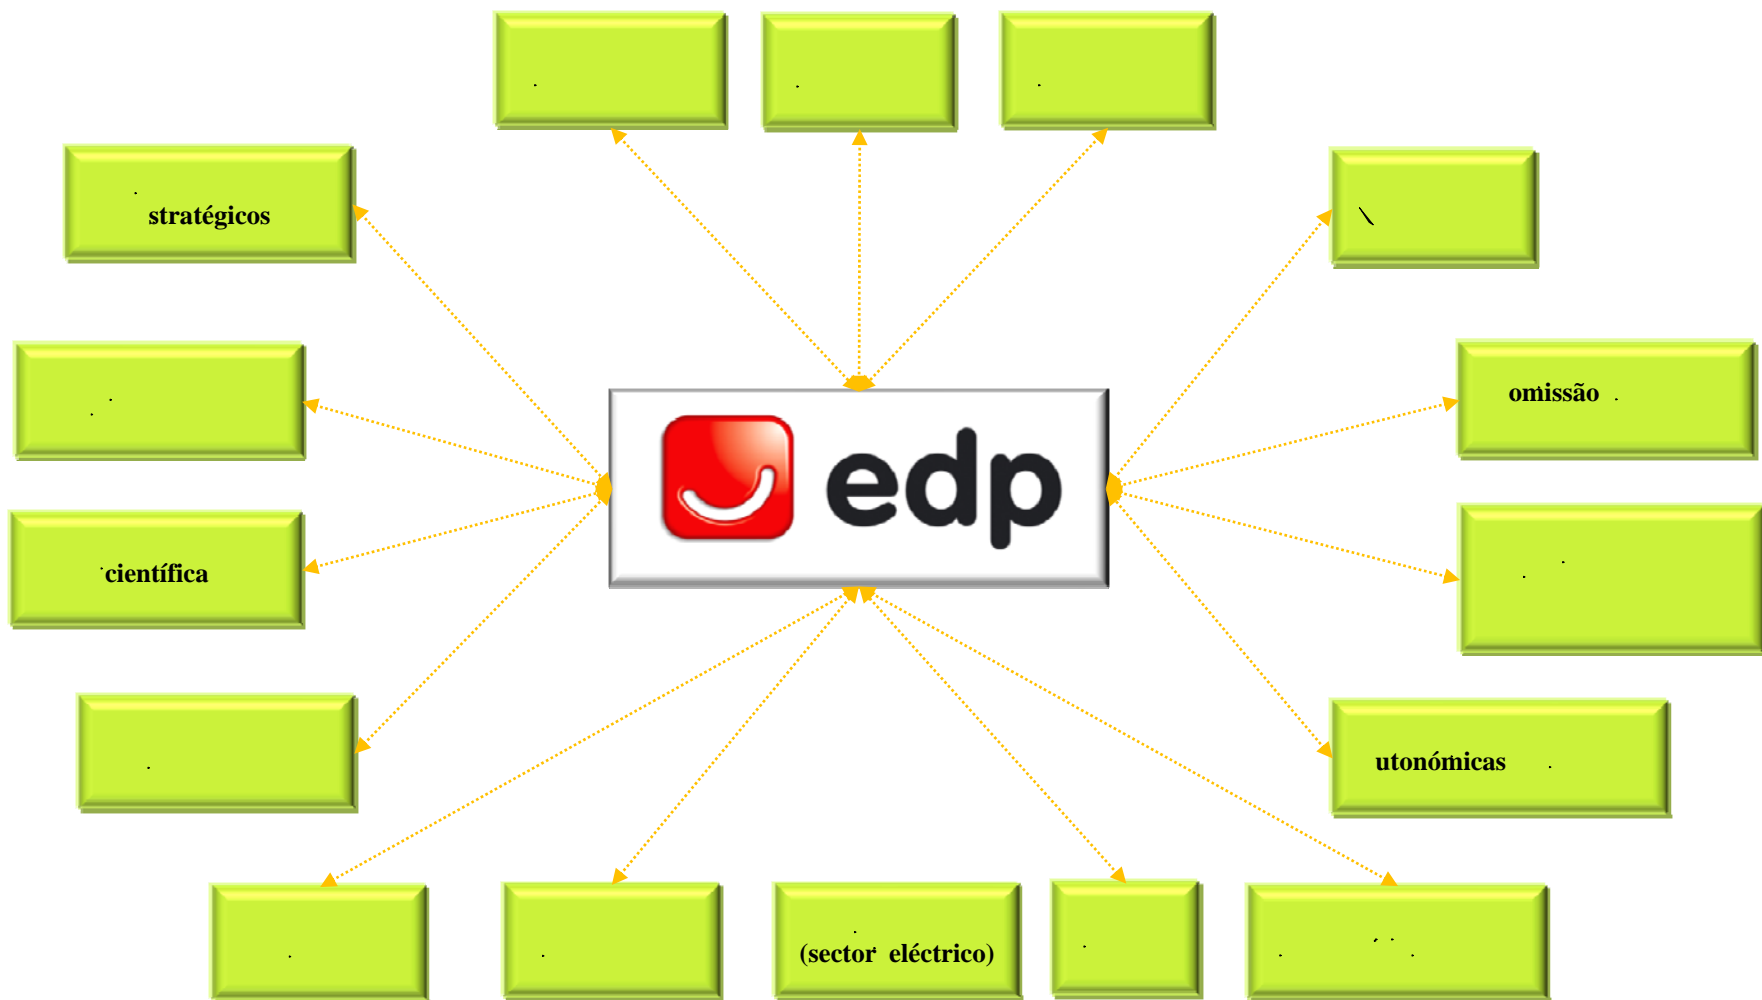 stratégicos
omissão
edp
científica
utonómicas
(sector eléctrico)